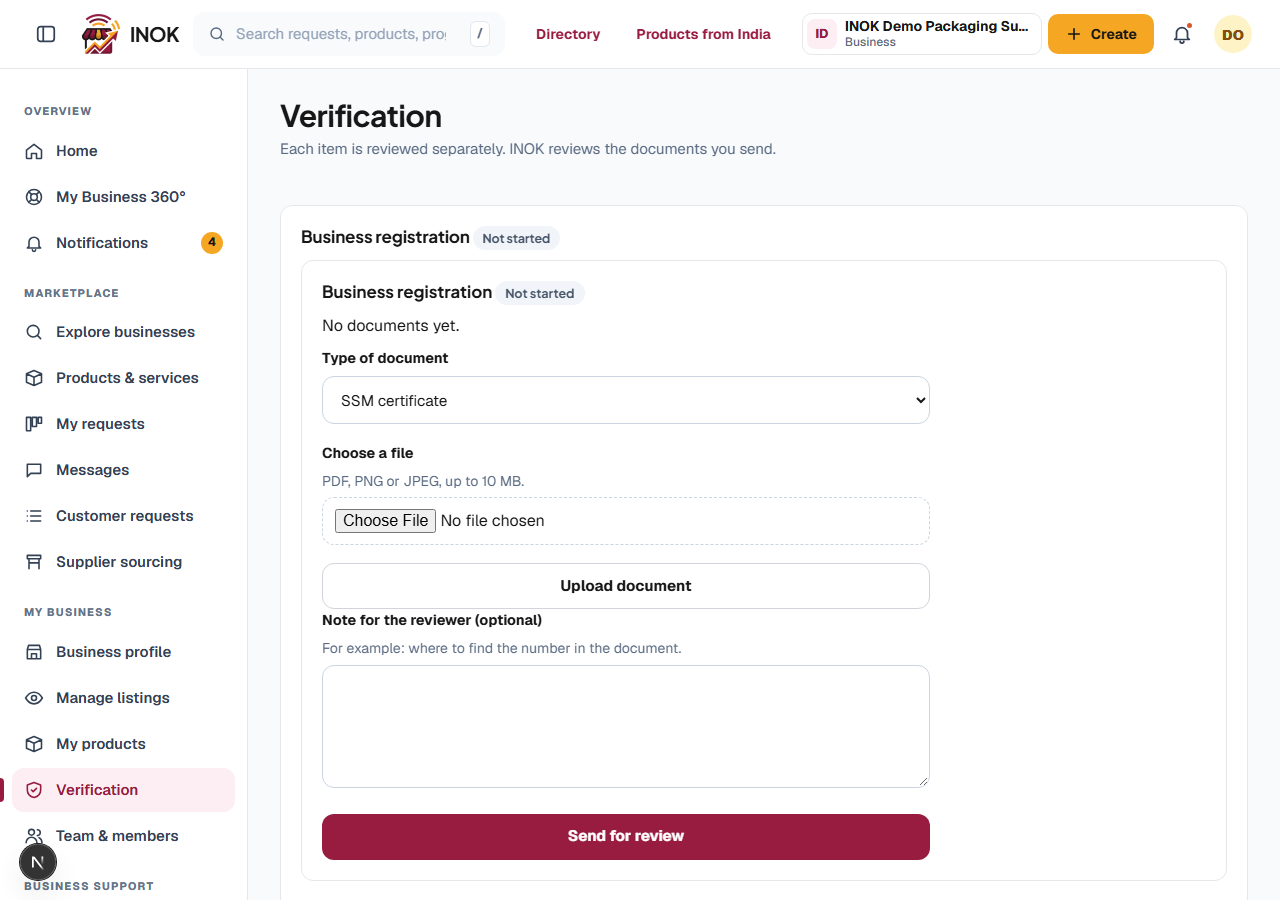 INOK
Search requests, products, pro
/
Directory
Products from India
ID
INOK Demo Packaging Su...
Business
+ Create
DO
OVERVIEW
Home
My Business 360°
Notifications
4
MARKETPLACE
Explore businesses
Products & services
My requests
Messages
Customer requests
Supplier sourcing
MY BUSINESS
Business profile
Manage listings
My products
Verification
Team & members
N
BUSINESS SUPPORT
Verification
Each item is reviewed separately. INOK reviews the documents you send.
Business registration Not started
Business registration Not started
No documents yet.
Type of document
SSM certificate
Choose a file
PDF, PNG or JPEG, up to 10 MB.
Choose File No file chosen
Upload document
Note for the reviewer (optional)
For example: where to find the number in the document.
Send for review